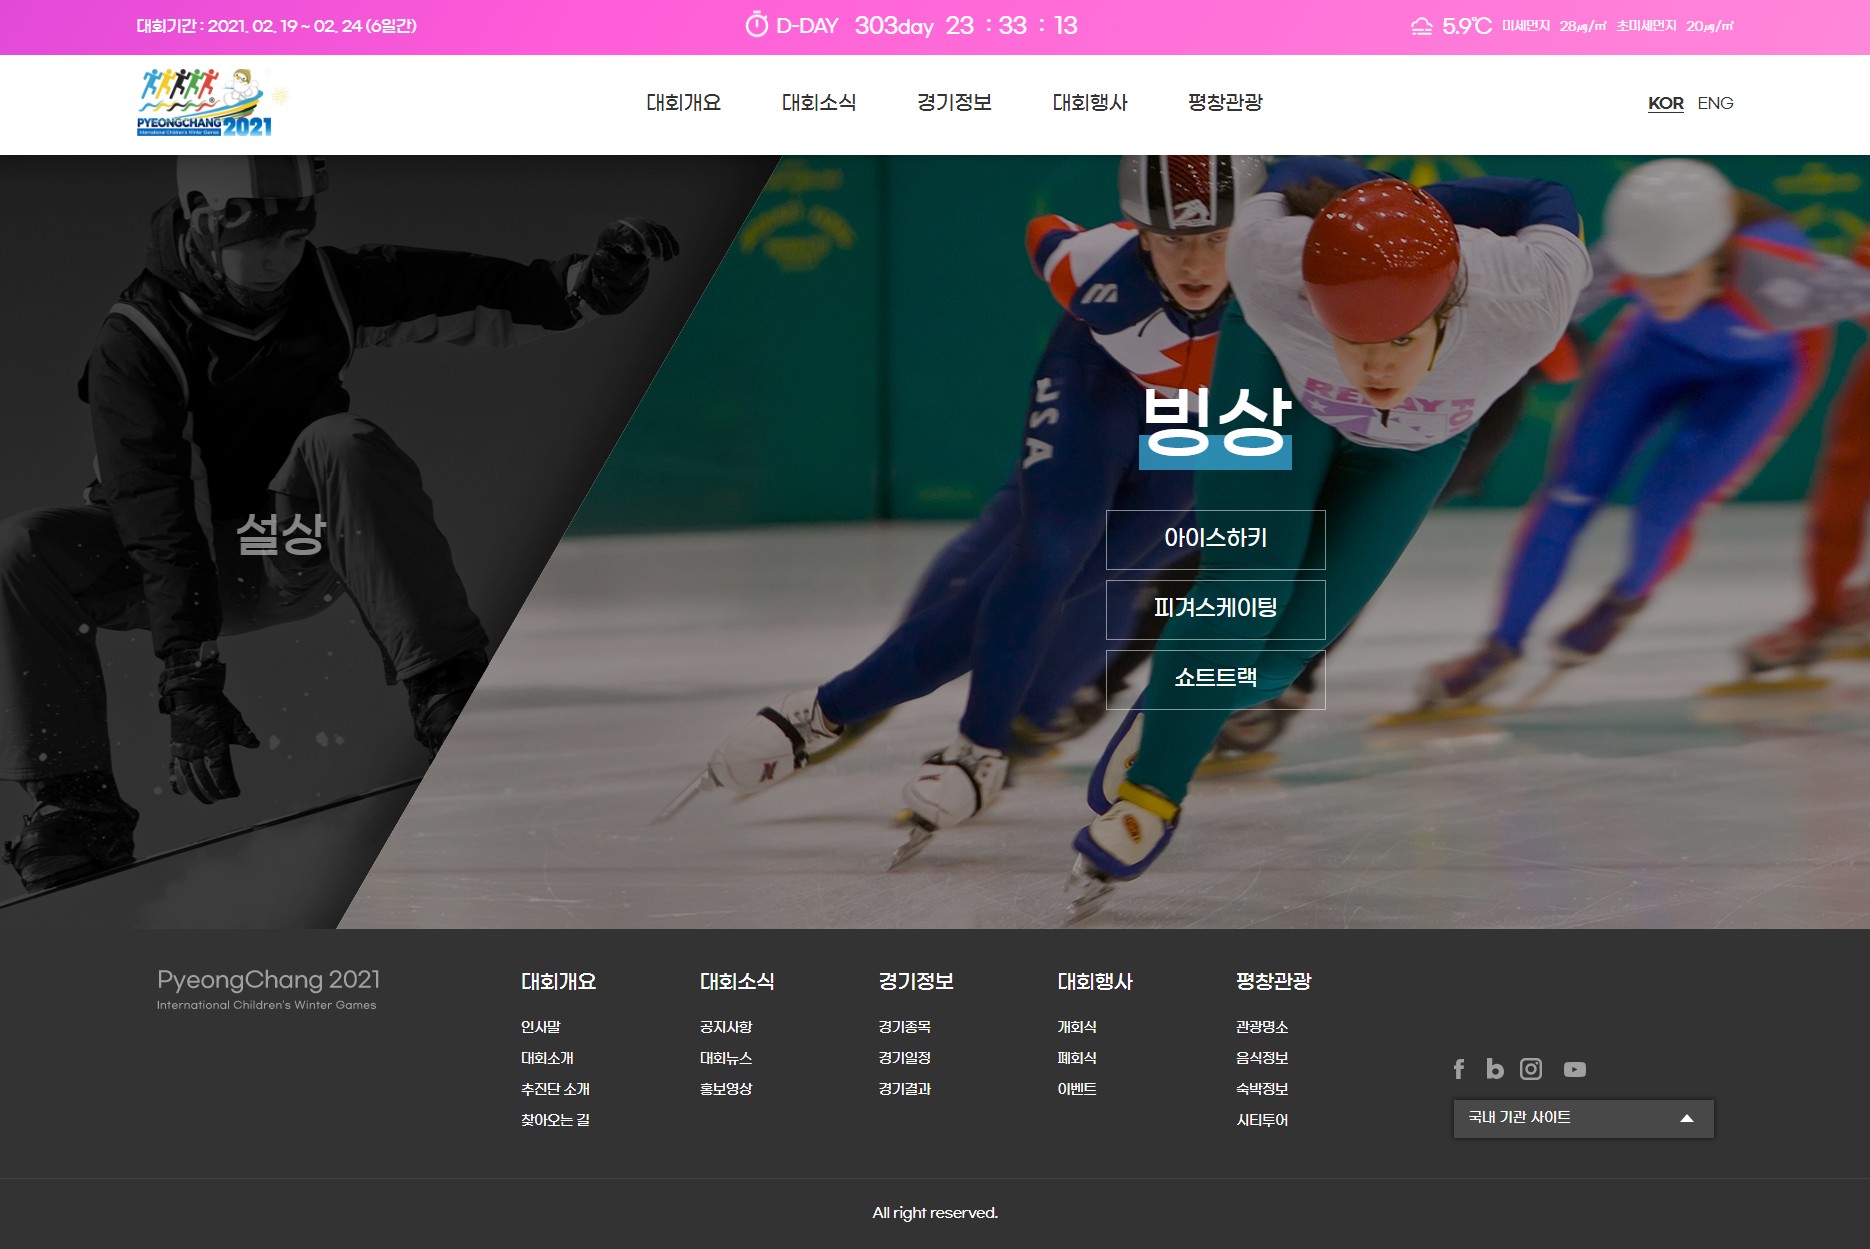 대회기간 : 2021. 02. 19 ~ 02. 24 (6일간)
D-DAY 303day 23 : 33 : 13
5.9℃ 미세먼지 28㎍/㎥ 초미세먼지 20㎍/㎥
PYEONGCHANG 2021
International Children's Winter Games
대회개요 대회소식 경기정보 대회행사 평창관광
KOR ENG
USA
설상
빙상
아이스하키
피겨스케이팅
쇼트트랙
PyeongChang 2021
International Children's Winter Games
대회개요
인사말
대회소개
추진단 소개
찾아오는 길
대회소식
공지사항
대회뉴스
홍보영상
경기정보
경기종목
경기일정
경기결과
대회행사
개회식
폐회식
이벤트
평창관광
관광명소
음식정보
숙박정보
시티투어
국내 기관 사이트
All right reserved.